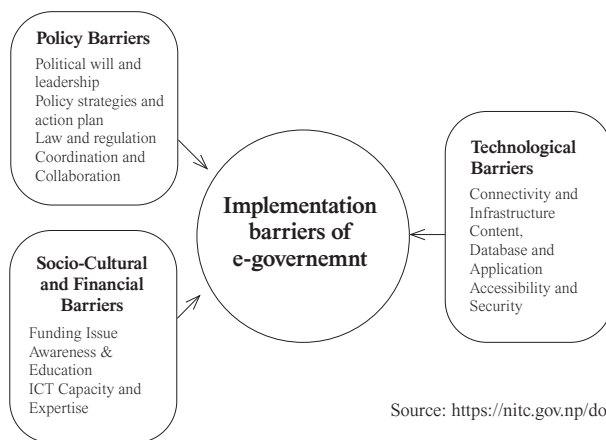 Policy Barriers
Political will and
leadership
Policy strategies and
action plan
Law and regulation
Coordination and
Collaboration
Implementation
barriers of
e-governemnt
Technological
Barriers
Connectivity and
Infrastructure
Content,
Database and
Application
Accessibility and
Security
Socio-Cultural
and Financial
Barriers
Funding Issue
Awareness &
Education
ICT Capacity and
Expertise
Source: https://nitc.gov.np/do